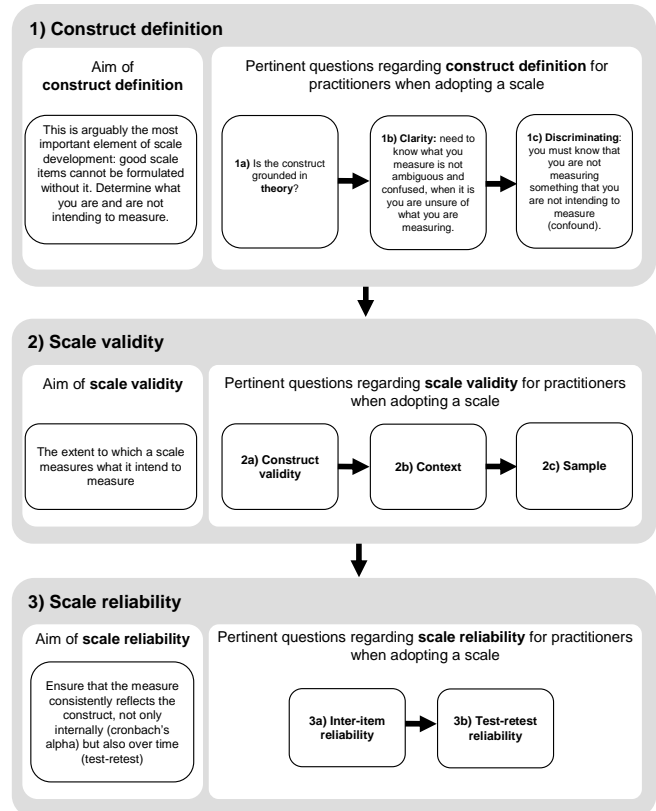 1) Construct definition
Aim of
construct definition
This is arguably the most
important element of scale
development: good scale
items cannot be formulated
without it. Determine what
you are and are not
intending to measure.
Pertinent questions regarding construct definition for
practitioners when adopting a scale
1a) Is the construct
grounded in
theory?
1b) Clarity: need to
know what you
measure is not
ambiguous and
confused, when it is
you are unsure of
what you are
measuring.
1c) Discriminating:
you must know that
you are not
measuring
something that you
are not intending to
measure
(confound).
2) Scale validity
Aim of scale validity
The extent to which a scale
measures what it intend to
measure
Pertinent questions regarding scale validity for practitioners
when adopting a scale
2a) Construct
validity
2b) Context
2c) Sample
3) Scale reliability
Aim of scale reliability
Ensure that the measure
consistently reflects the
construct, not only
internally (cronbach's
alpha) but also over time
(test-retest)
Pertinent questions regarding scale reliability for practitioners
when adopting a scale
3a) Inter-item
reliability
3b) Test-retest
reliability